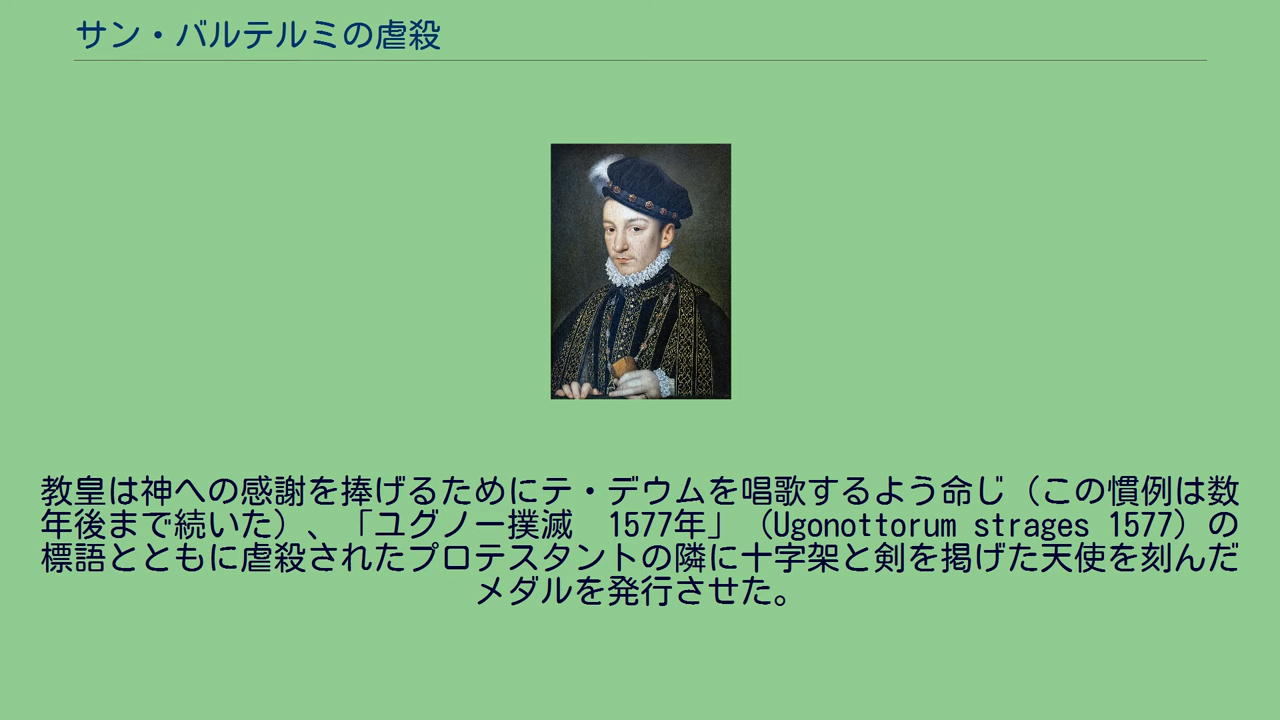 サン・バルテルミの虐殺
教皇は神への感謝を捧げるためにテ・デウムを唱歌するよう命じ（この慣例は数
年後まで続いた）、「ユグノー撲滅　1577年」（Ugonottorum strages 1577）の
標語とともに虐殺されたプロテスタントの隣に十字架と剣を掲げた天使を刻んだ
メダルを発行させた。